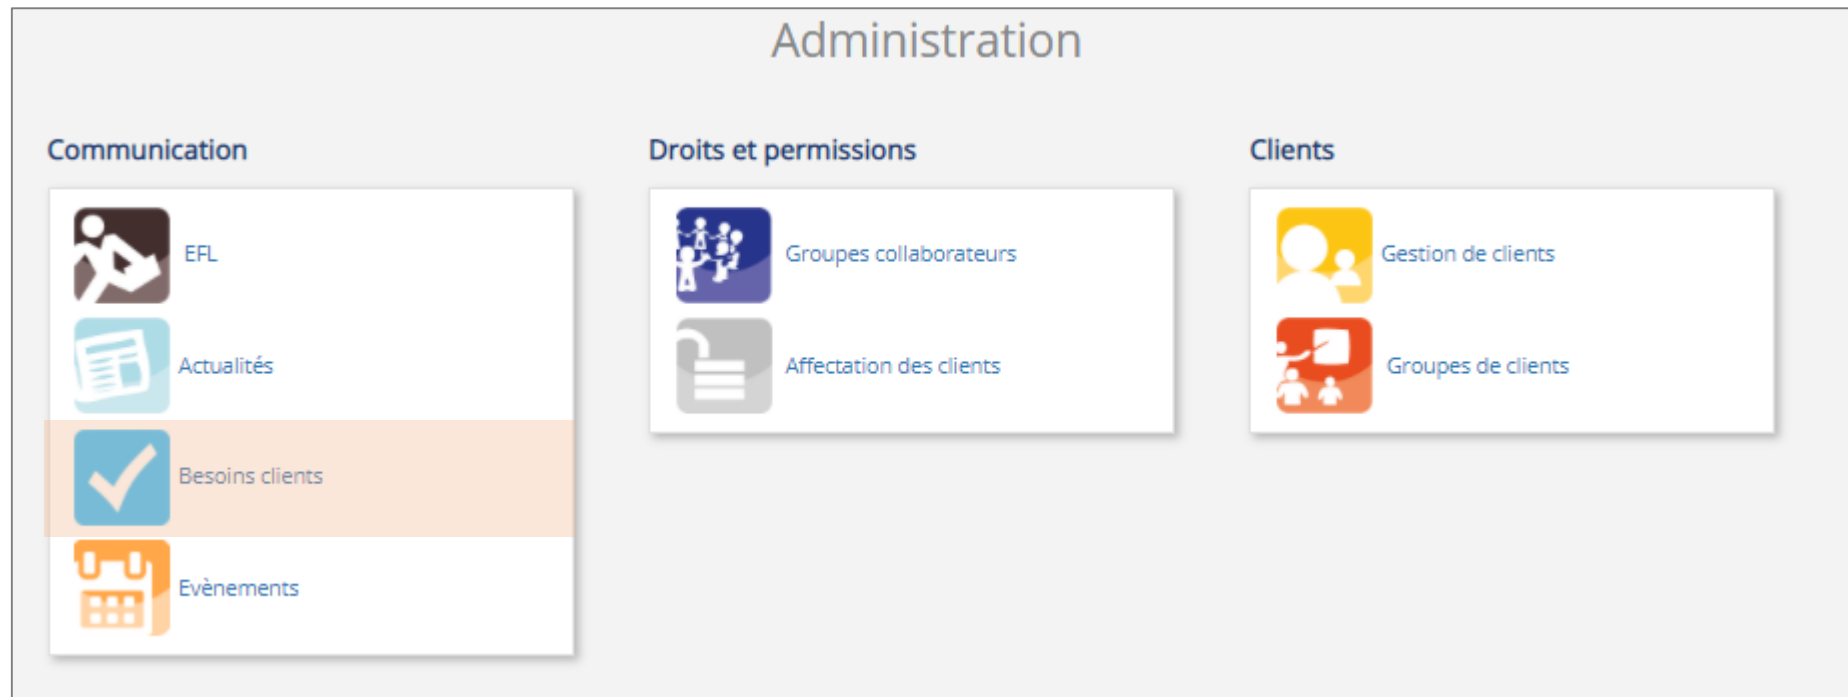 Administration
Communication
EFL
Actualités
Besoins clients
Evènements
Droits et permissions
Groupes collaborateurs
Affectation des clients
Clients
Gestion de clients
Groupes de clients